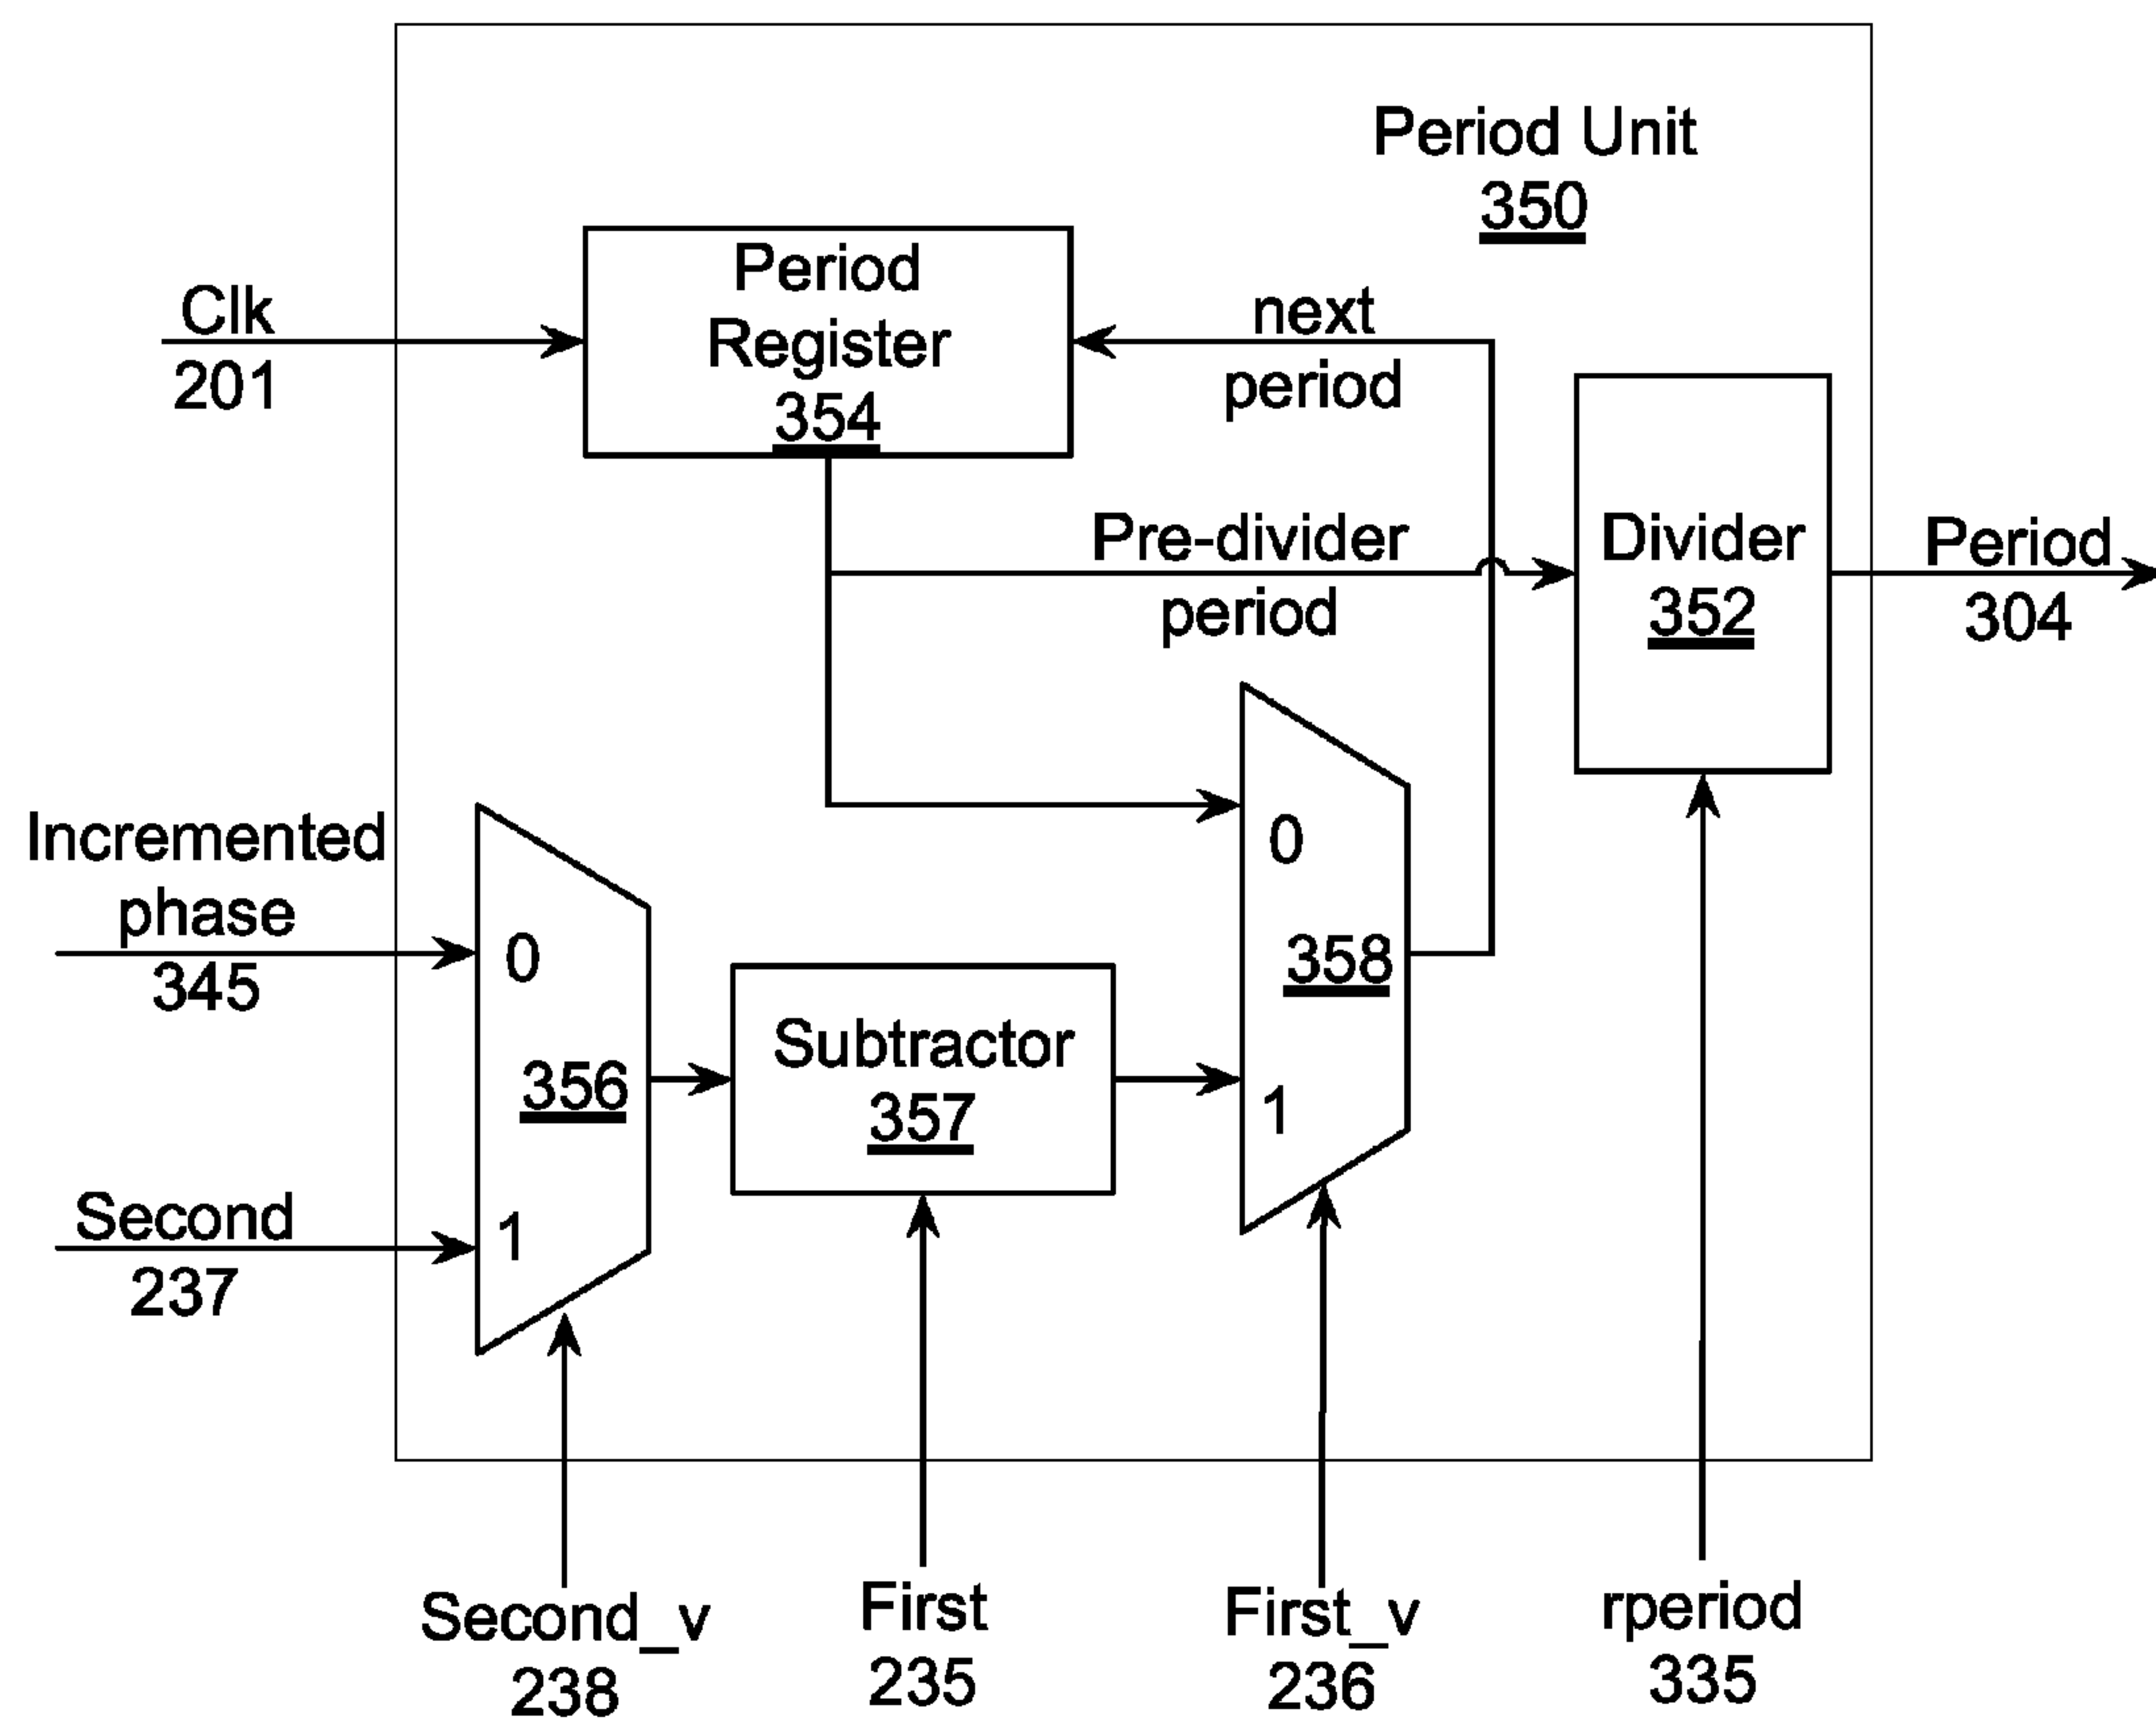 Period Unit
350
Period
Register
354
Clk
201
next
period
Pre-divider
period
Divider
352
Period
304
Incremented
phase
345
0
356
1
Second
237
Subtractor
357
0
358
1
Second_v
238
First
235
First_v
236
rperiod
335